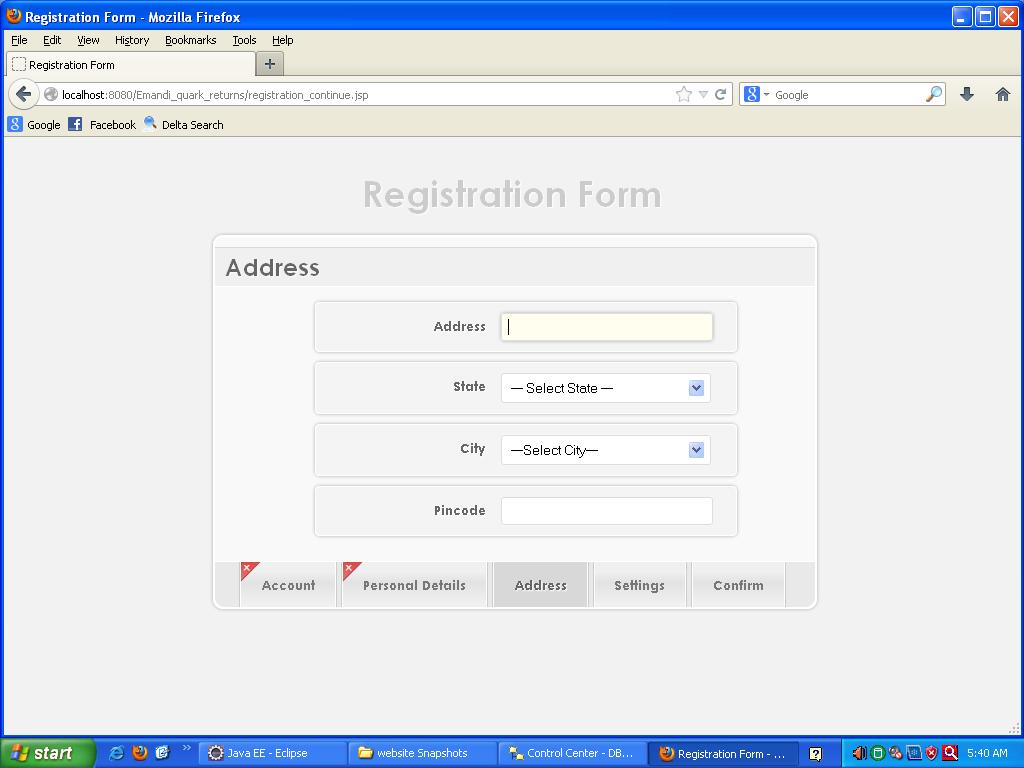 Registration Form - Mozilla Firefox
File Edit View History Bookmarks Tools Help
Registration Form
localhost:8080/Emandi_quark_returns/registration_continue.jsp
Google
Google Facebook Delta Search
Registration Form
Address
Address
State — Select State —
City —Select City—
Pincode
Account Personal Details Address Settings Confirm
start Java EE - Eclipse website Snapshots Control Center - DB... Registration Form - ... 5:40 AM